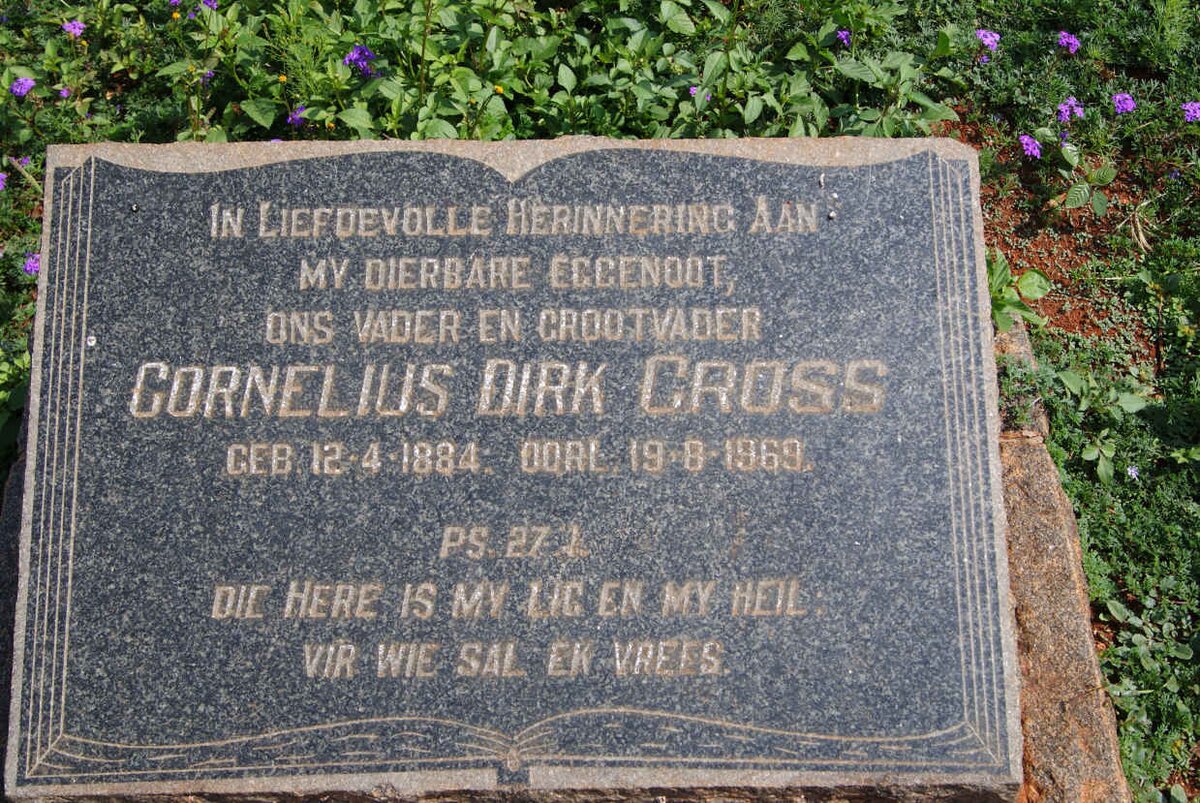 IN LIEFDEVOLLE HERINNERING AAN
MY DIERBARE EGGENOOT,
ONS VADER EN GROOTVADER
CORNELIUS DIRK CROSS
GEB 12-4-1884. OORL. 19-8-1969.
PS. 27-1.
DIE HERE IS MY LIG EN MY HEIL:
VIR WIE SAL EK VREES.